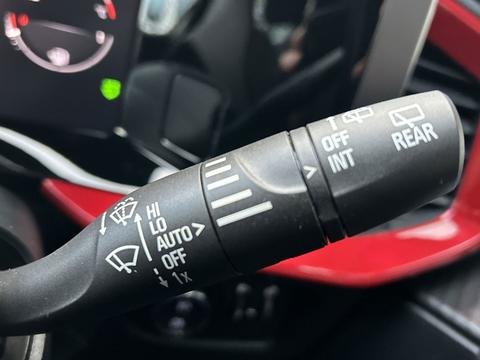 HI
LO
AUTO
OFF
1x
OFF
INT
REAR